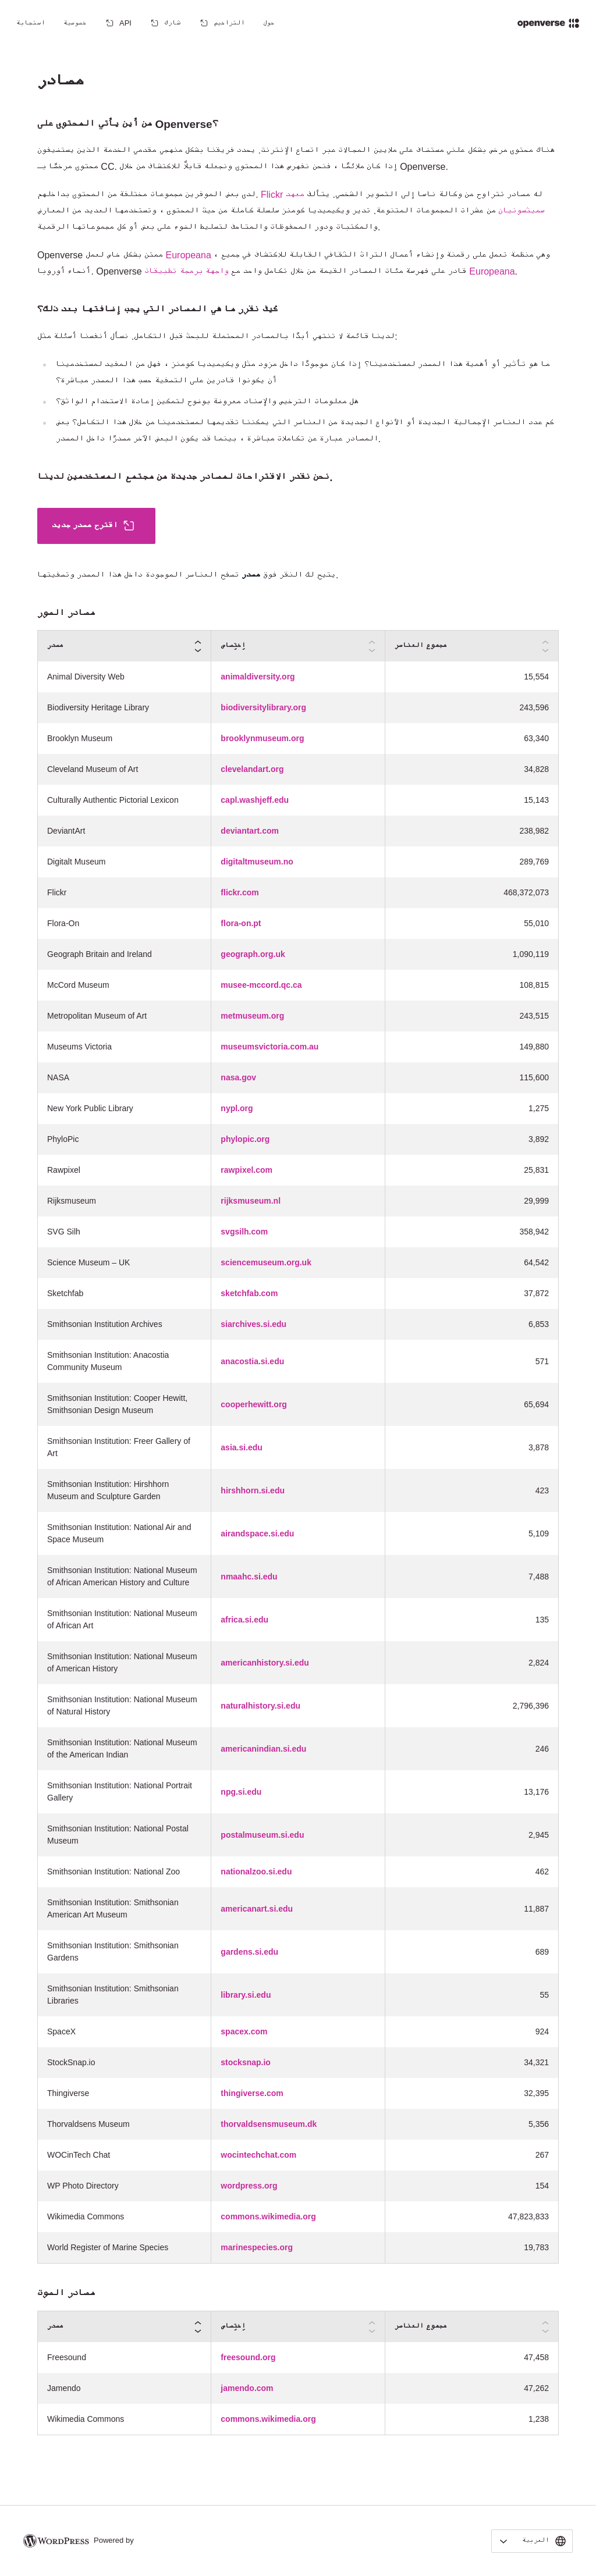 حول
التراخيص
شارك
API
خصوصية
استجابة
openverse
مصادر
من أين يأتي المحتوى على Openverse؟
هناك محتوى مرخص بشكل علني مستضاف على ملايين المجالات عبر اتساع الإنترنت. يحدد فريقنا بشكل منهجي مقدمي الخدمة الذين يستضيفون
محتوى مرخصًا بـ CC. إذا كان ملائمًا ، فنحن نفهرس هذا المحتوى ونجعله قابلاً للاكتشاف من خلال Openverse.
لدى بعض الموفرين مجموعات مختلفة من المحتوى بداخلهم. Flickr له مصادر تتراوح من وكالة ناسا إلى التصوير الشخصي. يتألف معهد
سميثسونيان من عشرات المجموعات المتنوعة. تدير ويكيميديا كومنز سلسلة كاملة من حيث المحتوى ، وتستخدمها العديد من المعارض
والمكتبات ودور المحفوظات والمتاحف لتسليط الضوء على بعض أو كل مجموعاتها الرقمية.
Openverse ممتن بشكل خاص لعمل Europeana ، وهي منظمة تعمل على رقمنة وإنشاء أعمال التراث الثقافي القابلة للاكتشاف في جميع
أنحاء أوروبا. Openverse قادر على فهرسة مئات المصادر القيمة من خلال تكامل واحد مع واجهة برمجة تطبيقات Europeana.
كيف نقرر ما هي المصادر التي يجب إضافتها بعد ذلك؟
لدينا قائمة لا تنتهي أبدًا بالمصادر المحتملة للبحث قبل التكامل. نسأل أنفسنا أسئلة مثل:
ما هو تأثير أو أهمية هذا المصدر لمستخدمينا؟ إذا كان موجودًا داخل مزود مثل ويكيميديا كومنز ، فهل من المفيد لمستخدمينا
أن يكونوا قادرين على التصفية حسب هذا المصدر مباشرة؟
هل معلومات الترخيص والإسناد معروضة بوضوح لتمكين إعادة الاستخدام الواثق؟
كم عدد العناصر الإجمالية الجديدة أو الأنواع الجديدة من العناصر التي يمكننا تقديمها لمستخدمينا من خلال هذا التكامل؟ بعض
المصادر عبارة عن تكاملات مباشرة ، بينما قد يكون البعض الآخر مصدرًا داخل المصدر.
نحن نقدر الاقتراحات لمصادر جديدة من مجتمع المستخدمين لدينا.
اقترح مصدر جديد
يتيح لك النقر فوق مصدر تصفح العناصر الموجودة داخل هذا المصدر وتصفيتها.
مصادر الصور
مصدر إختِصاص مجموع العناصر
Animal Diversity Web animaldiversity.org 15,554
Biodiversity Heritage Library biodiversitylibrary.org 243,596
Brooklyn Museum brooklynmuseum.org 63,340
Cleveland Museum of Art clevelandart.org 34,828
Culturally Authentic Pictorial Lexicon capl.washjeff.edu 15,143
DeviantArt deviantart.com 238,982
Digitalt Museum digitaltmuseum.no 289,769
Flickr flickr.com 468,372,073
Flora-On flora-on.pt 55,010
Geograph Britain and Ireland geograph.org.uk 1,090,119
McCord Museum musee-mccord.qc.ca 108,815
Metropolitan Museum of Art metmuseum.org 243,515
Museums Victoria museumsvictoria.com.au 149,880
NASA nasa.gov 115,600
New York Public Library nypl.org 1,275
PhyloPic phylopic.org 3,892
Rawpixel rawpixel.com 25,831
Rijksmuseum rijksmuseum.nl 29,999
SVG Silh svgsilh.com 358,942
Science Museum – UK sciencemuseum.org.uk 64,542
Sketchfab sketchfab.com 37,872
Smithsonian Institution Archives siarchives.si.edu 6,853
Smithsonian Institution: Anacostia
Community Museum anacostia.si.edu 571
Smithsonian Institution: Cooper Hewitt,
Smithsonian Design Museum cooperhewitt.org 65,694
Smithsonian Institution: Freer Gallery of
Art asia.si.edu 3,878
Smithsonian Institution: Hirshhorn
Museum and Sculpture Garden hirshhorn.si.edu 423
Smithsonian Institution: National Air and
Space Museum airandspace.si.edu 5,109
Smithsonian Institution: National Museum
of African American History and Culture nmaahc.si.edu 7,488
Smithsonian Institution: National Museum
of African Art africa.si.edu 135
Smithsonian Institution: National Museum
of American History americanhistory.si.edu 2,824
Smithsonian Institution: National Museum
of Natural History naturalhistory.si.edu 2,796,396
Smithsonian Institution: National Museum
of the American Indian americanindian.si.edu 246
Smithsonian Institution: National Portrait
Gallery npg.si.edu 13,176
Smithsonian Institution: National Postal
Museum postalmuseum.si.edu 2,945
Smithsonian Institution: National Zoo nationalzoo.si.edu 462
Smithsonian Institution: Smithsonian
American Art Museum americanart.si.edu 11,887
Smithsonian Institution: Smithsonian
Gardens gardens.si.edu 689
Smithsonian Institution: Smithsonian
Libraries library.si.edu 55
SpaceX spacex.com 924
StockSnap.io stocksnap.io 34,321
Thingiverse thingiverse.com 32,395
Thorvaldsens Museum thorvaldsensmuseum.dk 5,356
WOCinTech Chat wocintechchat.com 267
WP Photo Directory wordpress.org 154
Wikimedia Commons commons.wikimedia.org 47,823,833
World Register of Marine Species marinespecies.org 19,783
مصادر الصوت
مصدر إختِصاص مجموع العناصر
Freesound freesound.org 47,458
Jamendo jamendo.com 47,262
Wikimedia Commons commons.wikimedia.org 1,238
WORDPRESS Powered by
العربية